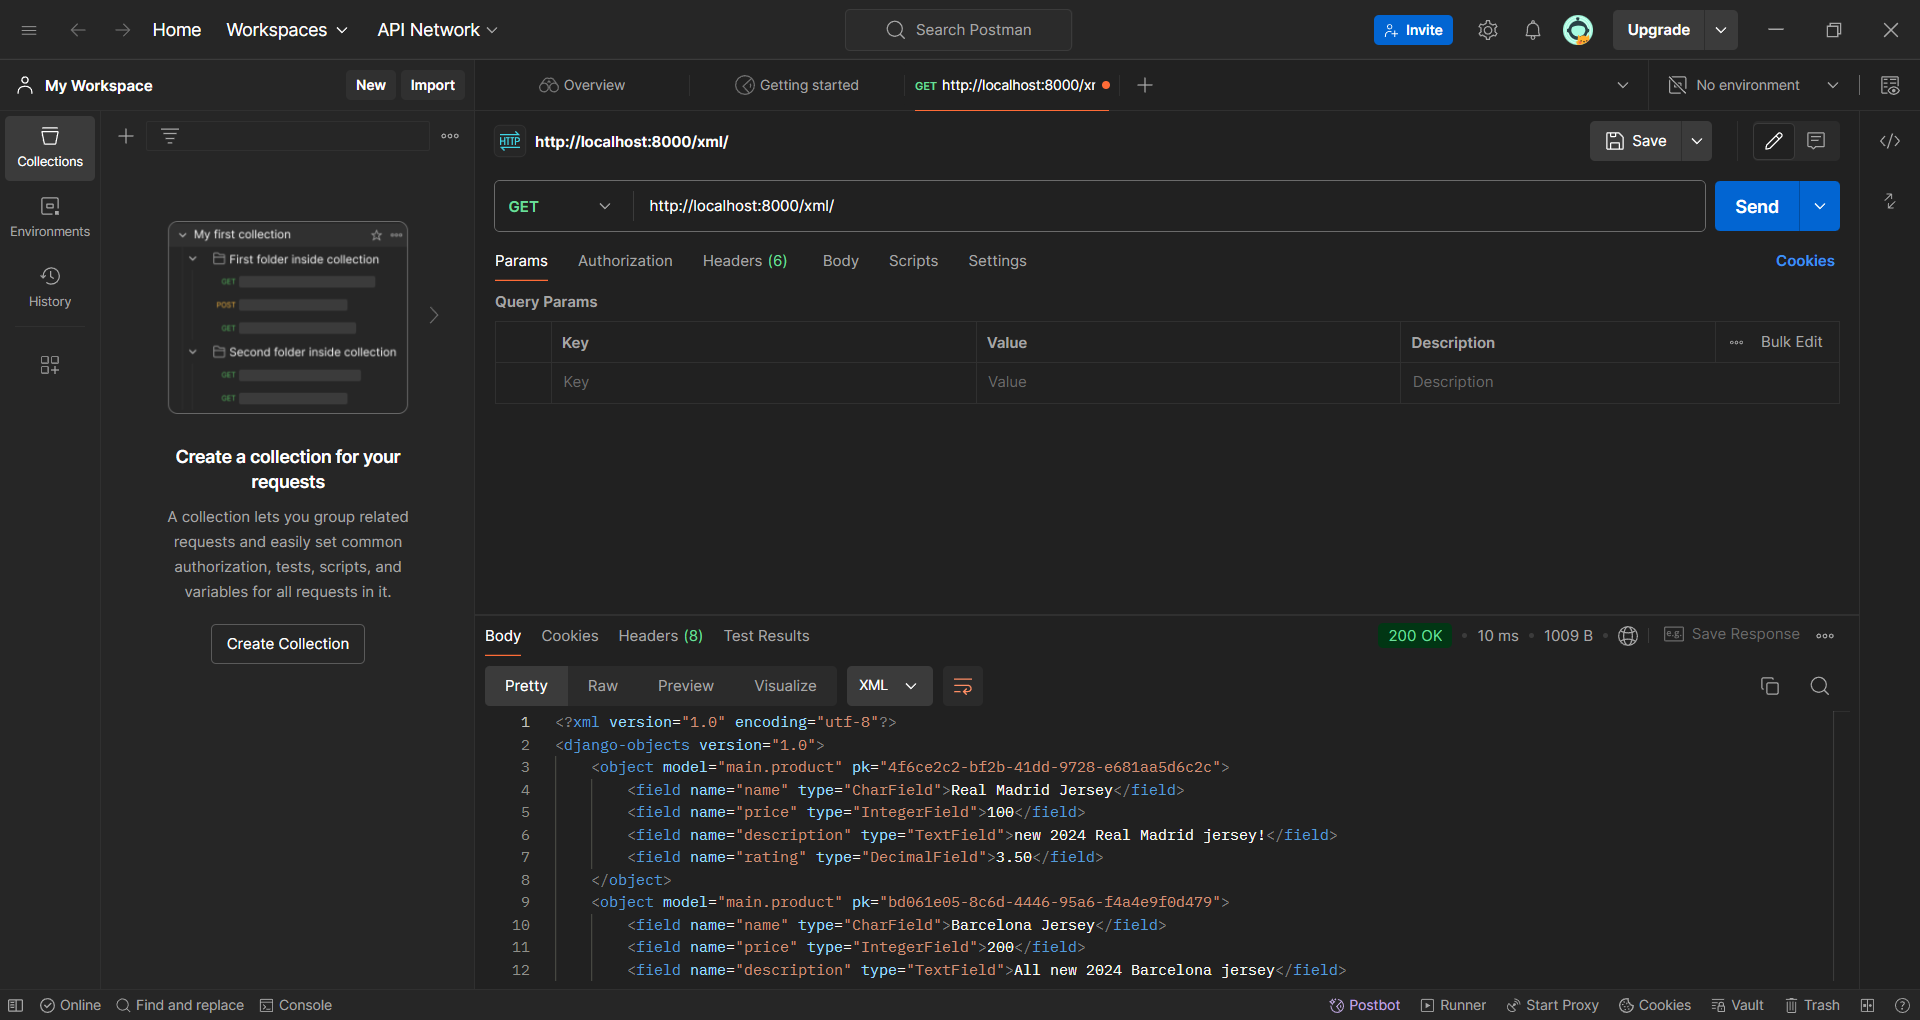 Home Workspaces API Network Search Postman Invite Upgrade
My Workspace New Import Overview Getting started GET http://localhost:8000/xr No environment
Collections
Environments
History
My first collection
First folder inside collection
GET
POST
GET
Second folder inside collection
GET
GET
Create a collection for your
requests
A collection lets you group related
requests and easily set common
authorization, tests, scripts, and
variables for all requests in it.
Create Collection
HTTP http://localhost:8000/xml/ Save
GET http://localhost:8000/xml/ Send
Params Authorization Headers (6) Body Scripts Settings Cookies
Query Params
Key Value Description Bulk Edit
Key Value Description
Body Cookies Headers (8) Test Results 200 OK 10 ms 1009 B e.g. Save Response
Pretty Raw Preview Visualize XML
1 <?xml version="1.0" encoding="utf-8"?>
2 <django-objects version="1.0">
3 <object model="main.product" pk="4f6ce2c2-bf2b-41dd-9728-e681aa5d6c2c">
4 <field name="name" type="CharField">Real Madrid Jersey</field>
5 <field name="price" type="IntegerField">100</field>
6 <field name="description" type="TextField">new 2024 Real Madrid jersey!</field>
7 <field name="rating" type="DecimalField">3.50</field>
8 </object>
9 <object model="main.product" pk="bd061e05-8c6d-4446-95a6-f4a4e9f0d479">
10 <field name="name" type="CharField">Barcelona Jersey</field>
11 <field name="price" type="IntegerField">200</field>
12 <field name="description" type="TextField">All new 2024 Barcelona jersey</field>
Online Find and replace Console Postbot Runner Start Proxy Cookies Vault Trash